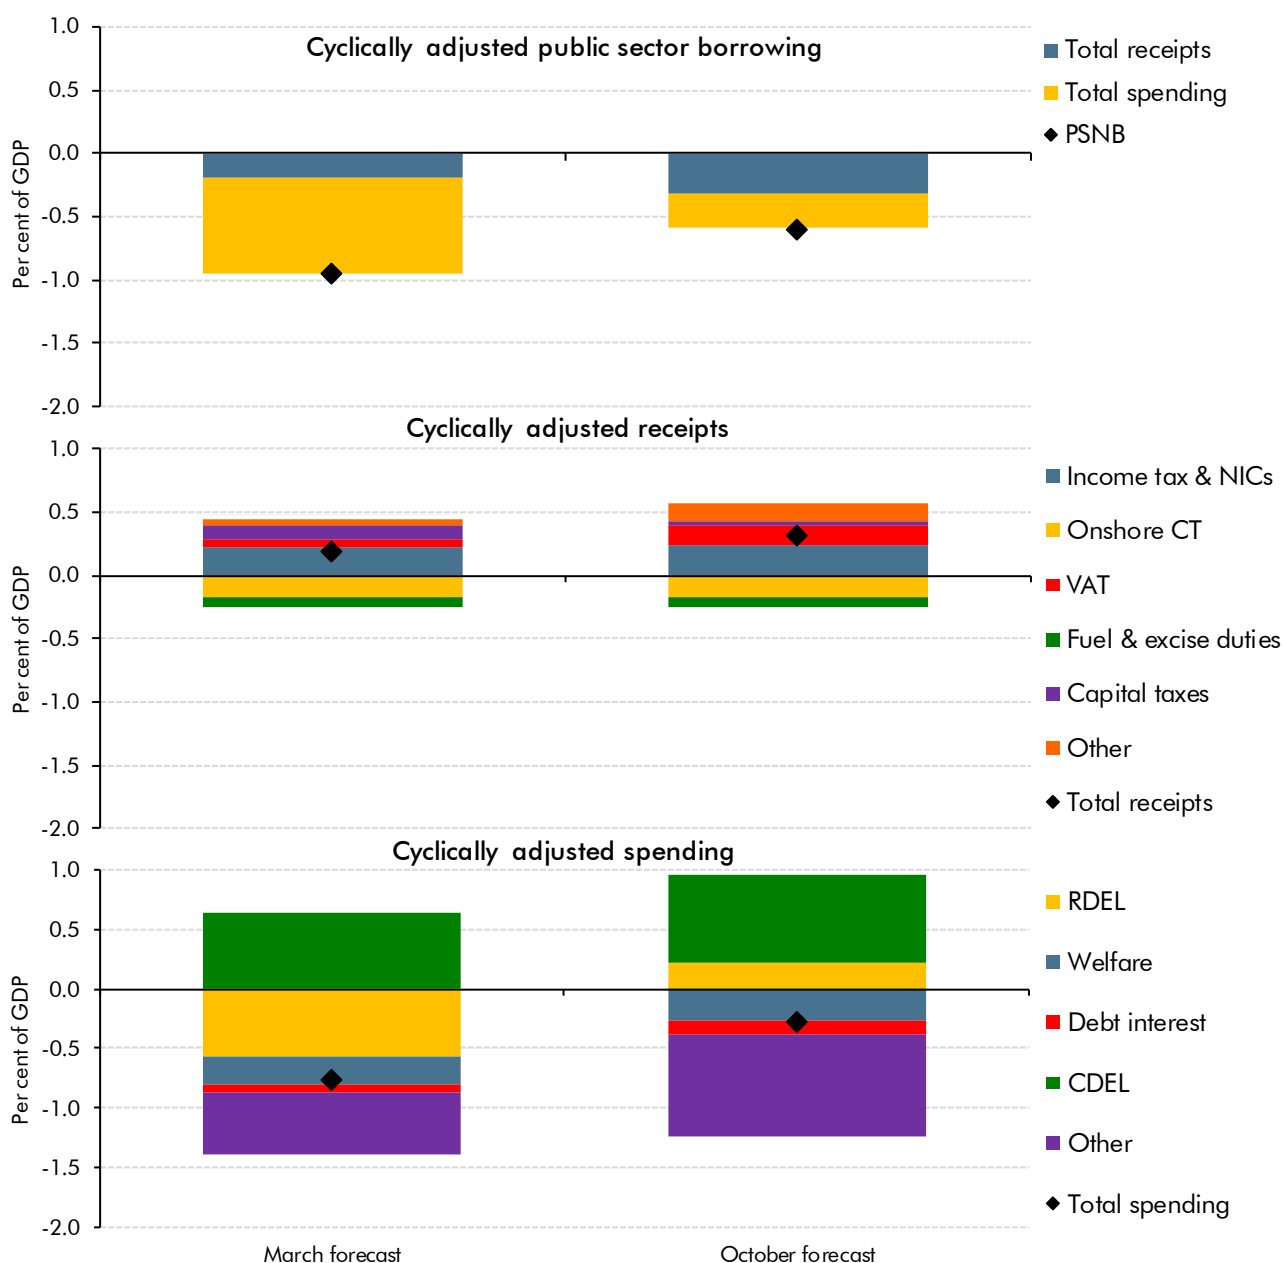 Cyclically adjusted public sector borrowing
Per cent of GDP
1.0
0.5
0.0
-0.5
-1.0
-1.5
-2.0
Total receipts
Total spending
PSNB
Cyclically adjusted receipts
Per cent of GDP
1.0
0.5
0.0
-0.5
-1.0
-1.5
-2.0
Income tax & NICs
Onshore CT
VAT
Fuel & excise duties
Capital taxes
Other
Total receipts
Cyclically adjusted spending
Per cent of GDP
1.0
0.5
0.0
-0.5
-1.0
-1.5
-2.0
RDEL
Welfare
Debt interest
CDEL
Other
Total spending
March forecast
October forecast